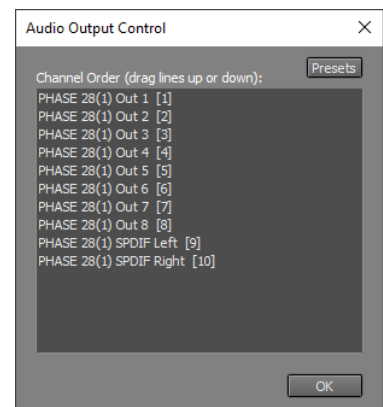 Audio Output Control
Presets
Channel Order (drag lines up or down):
PHASE 28(1) Out 1 [1]
PHASE 28(1) Out 2 [2]
PHASE 28(1) Out 3 [3]
PHASE 28(1) Out 4 [4]
PHASE 28(1) Out 5 [5]
PHASE 28(1) Out 6 [6]
PHASE 28(1) Out 7 [7]
PHASE 28(1) Out 8 [8]
PHASE 28(1) SPDIF Left [9]
PHASE 28(1) SPDIF Right [10]
OK